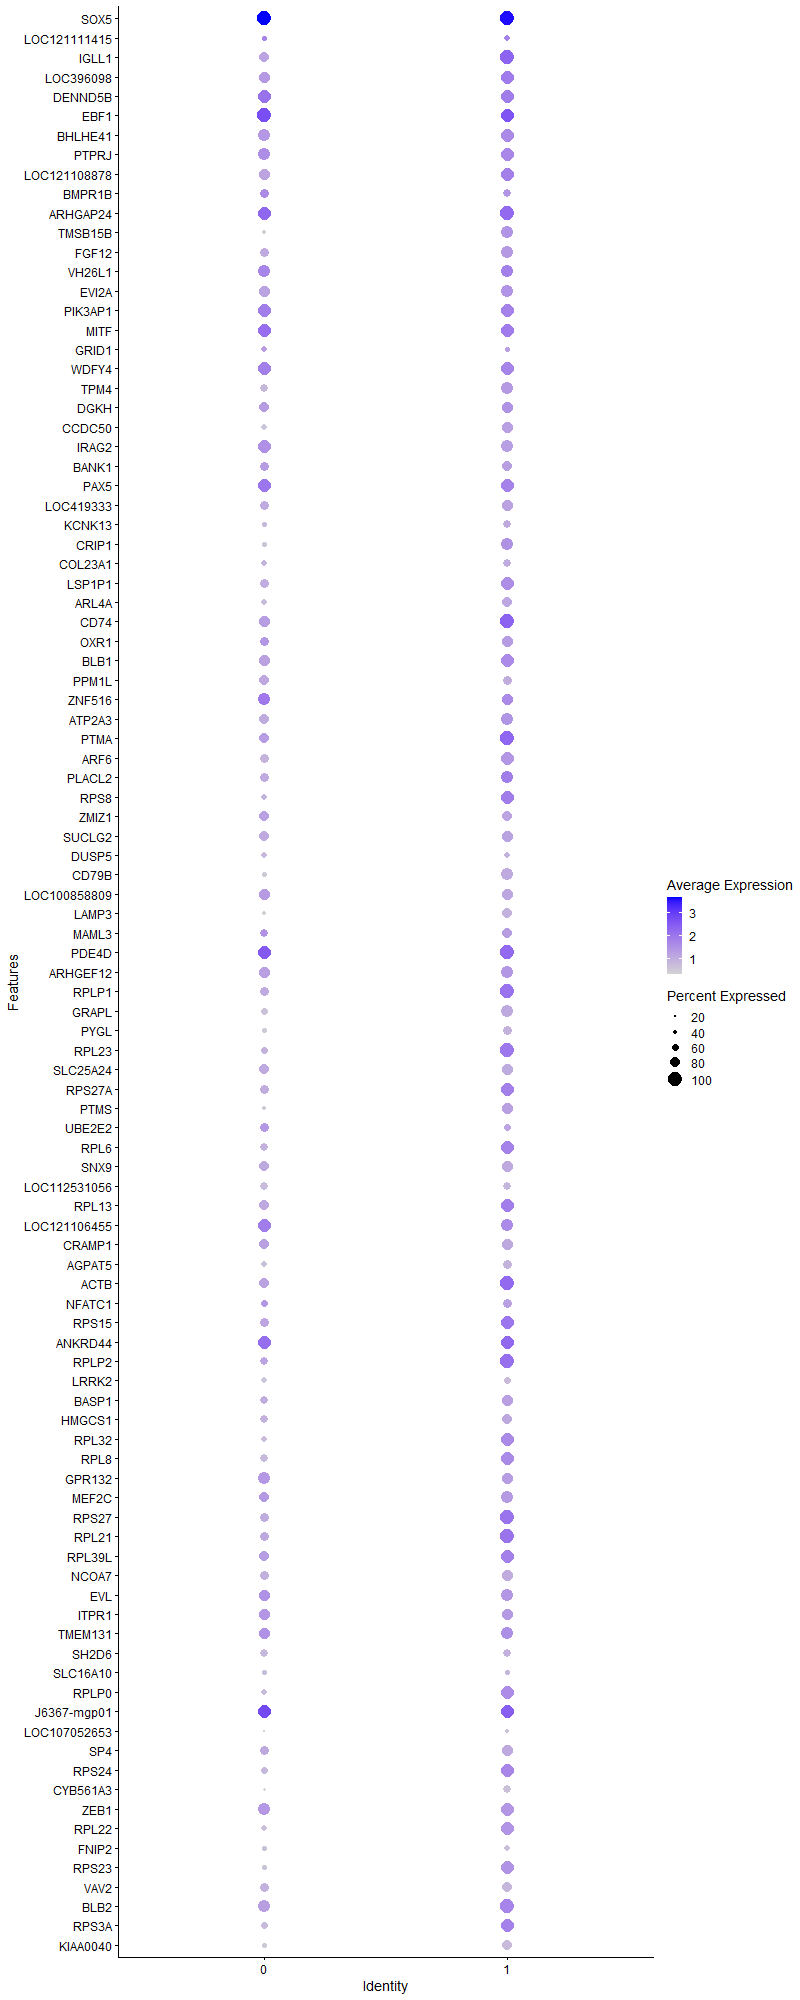 SOX5
LOC121111415
IGLL1
LOC396098
DENND5B
EBF1
BHLHE41
PTPRJ
LOC121108878
BMPR1B
ARHGAP24
TMSB15B
FGF12
VH26L1
EVI2A
PIK3AP1
MITF
GRID1
WDFY4
TPM4
DGKH
CCDC50
IRAG2
BANK1
PAX5
LOC419333
KCNK13
CRIP1
COL23A1
LSP1P1
ARL4A
CD74
OXR1
BLB1
PPM1L
ZNF516
ATP2A3
PTMA
ARF6
PLACL2
RPS8
ZMIZ1
SUCLG2
DUSP5
CD79B
LOC100858809
LAMP3
MAML3
PDE4D
ARHGEF12
RPLP1
GRAPL
PYGL
RPL23
SLC25A24
RPS27A
PTMS
UBE2E2
RPL6
SNX9
LOC112531056
RPL13
LOC121106455
CRAMP1
AGPAT5
ACTB
NFATC1
RPS15
ANKRD44
RPLP2
LRRK2
BASP1
HMGCS1
RPL32
RPL8
GPR132
MEF2C
RPS27
RPL21
RPL39L
NCOA7
EVL
ITPR1
TMEM131
SH2D6
SLC16A10
RPLP0
J6367-mgp01
LOC107052653
SP4
RPS24
CYB561A3
ZEB1
RPL22
FNIP2
RPS23
VAV2
BLB2
RPS3A
KIAA0040
Features
0 1
Identity
Average Expression
3
2
1
Percent Expressed
20
40
60
80
100